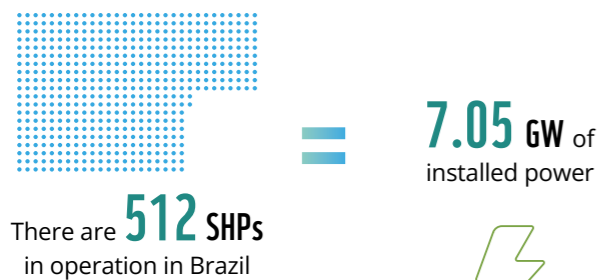 There are 512 SHPs
in operation in Brazil
=
7.05 GW of
installed power